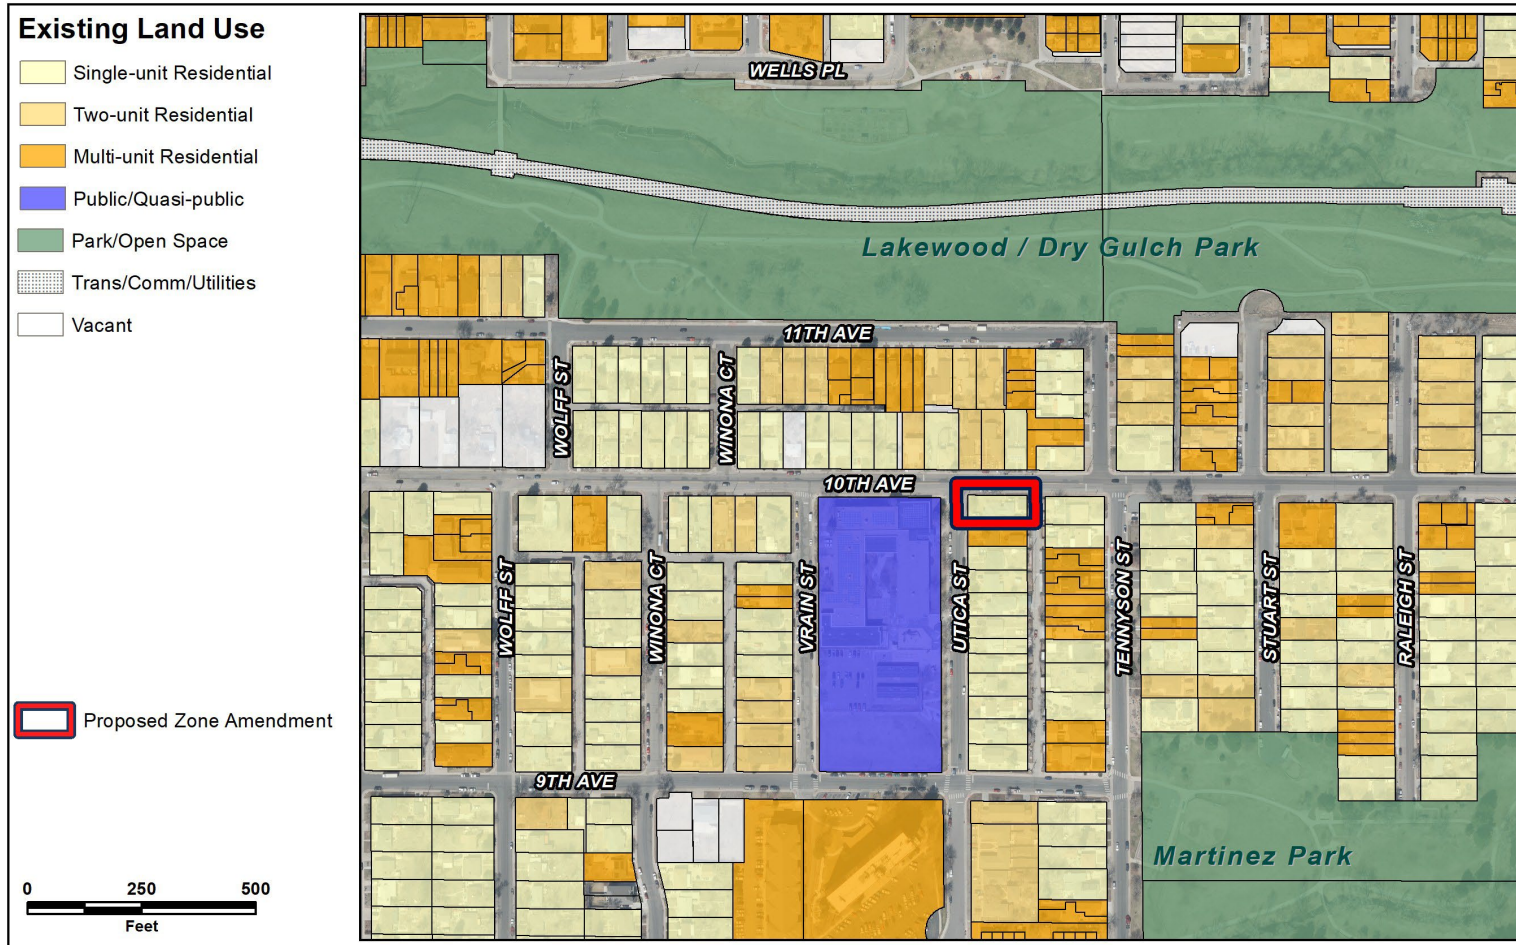 Existing Land Use
Single-unit Residential
Two-unit Residential
Multi-unit Residential
Public/Quasi-public
Park/Open Space
Trans/Comm/Utilities
Vacant
Proposed Zone Amendment
0 250 500
Feet
WELLS PL
Lakewood / Dry Gulch Park
11TH AVE
WOLFF ST
WINONA CT
10TH AVE
WOLFF ST
WINONA CT
VRAIN ST
UTICA ST
TENNYSON ST
STUART ST
RALEIGH ST
9TH AVE
Martinez Park